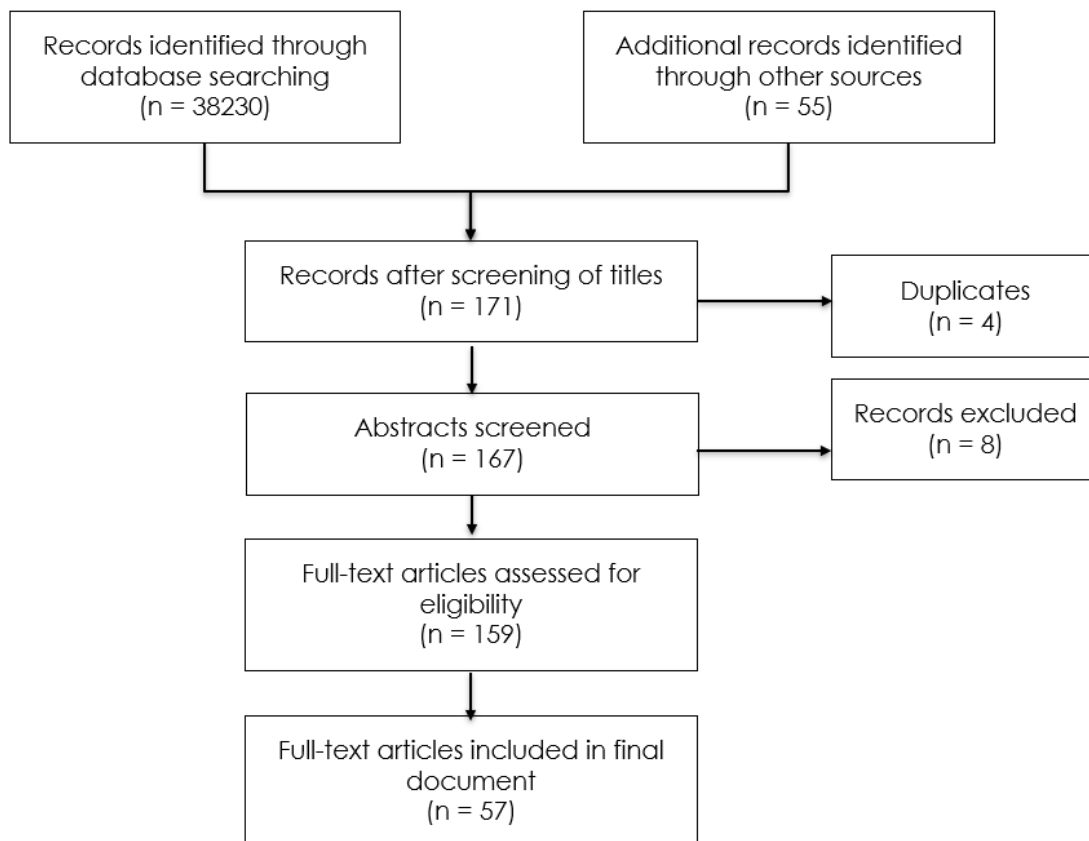 Records identified through
database searching
(n = 38230)
Additional records identified
through other sources
(n = 55)
Records after screening of titles
(n = 171)
Duplicates
(n = 4)
Abstracts screened
(n = 167)
Records excluded
(n = 8)
Full-text articles assessed for
eligibility
(n = 159)
Full-text articles included in final
document
(n = 57)